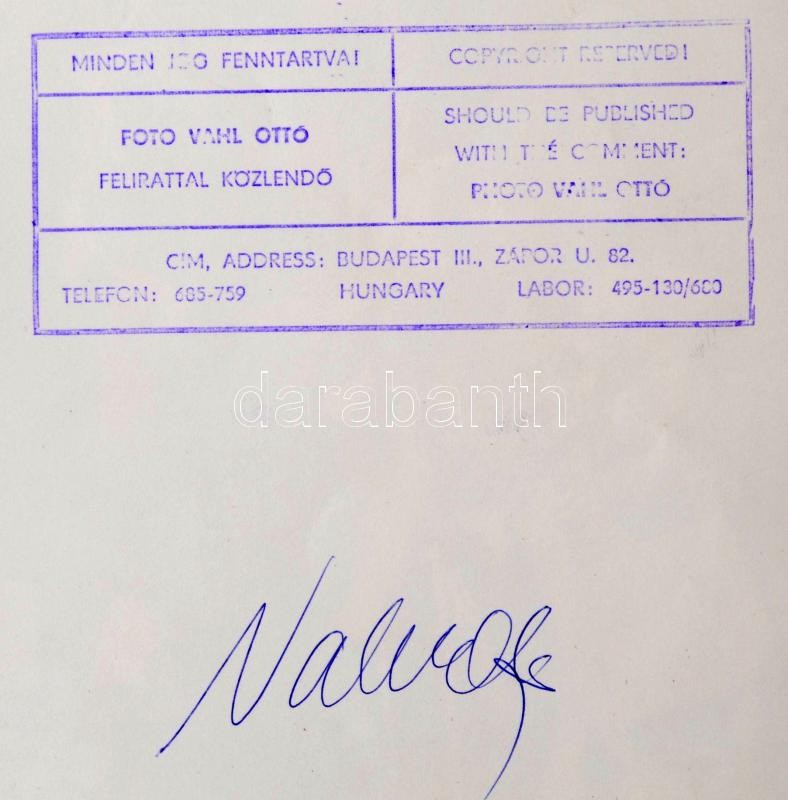 MINDEN JOG FENNTARTVA!
COPYRIGHT RESERVED!
FOTO VAHL OTTÓ
FELIRATTAL KÖZLENDŐ
SHOULD BE PUBLISHED
WITH THE COMMENT:
PHOTO VAHL OTTÓ
CIM, ADDRESS: BUDAPEST III., ZÁPOR U. 82.
TELEFON: 685-759 HUNGARY LABOR: 495-130/680
darabanth